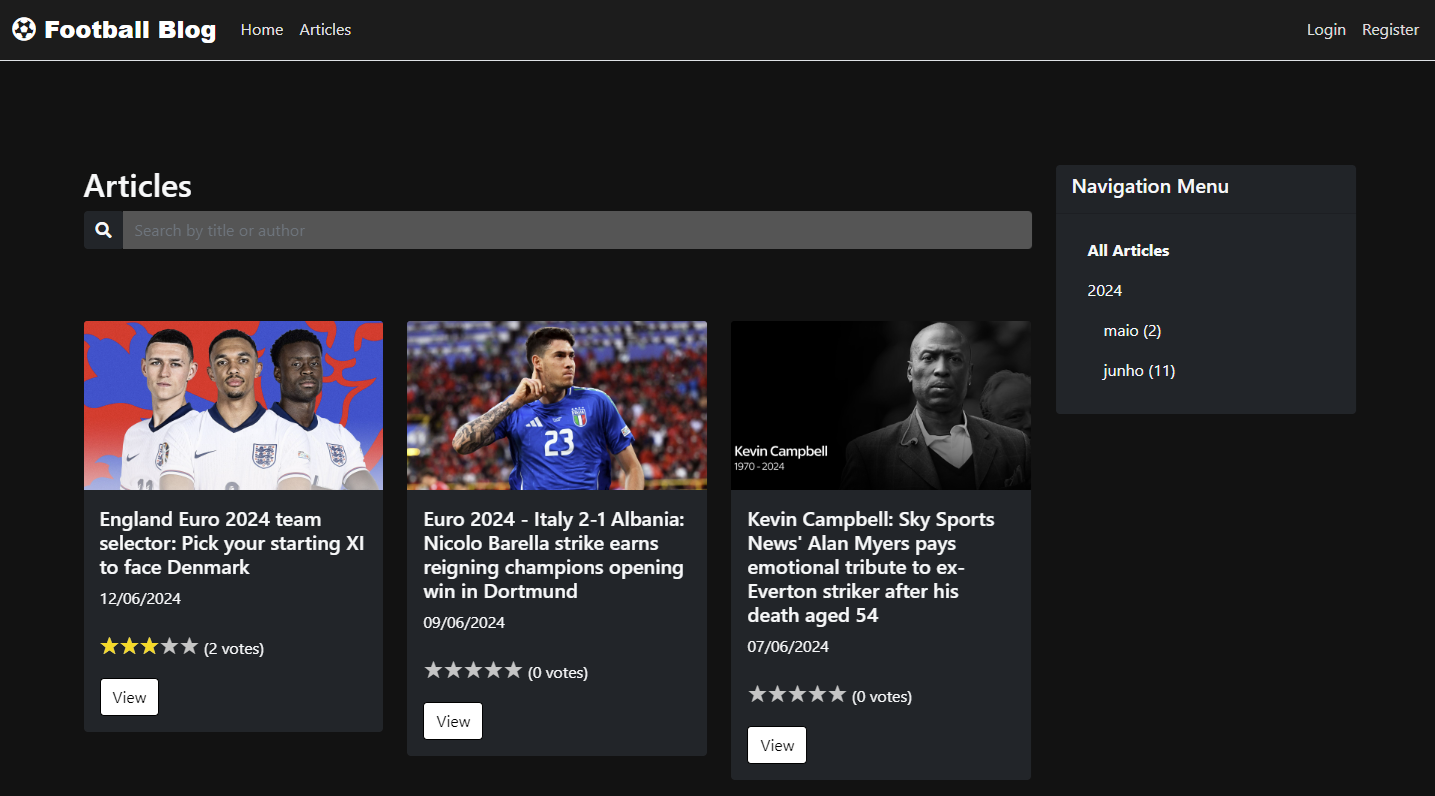 Football Blog Home Articles Login Register
Articles
Search by title or author
Navigation Menu
All Articles
2024
maio (2)
junho (11)
23
Kevin Campbell
1970 - 2024
England Euro 2024 team
selector: Pick your starting XI
to face Denmark
12/06/2024
(2 votes)
View
Euro 2024 - Italy 2-1 Albania:
Nicolo Barella strike earns
reigning champions opening
win in Dortmund
09/06/2024
(0 votes)
View
Kevin Campbell: Sky Sports
News' Alan Myers pays
emotional tribute to ex-
Everton striker after his
death aged 54
07/06/2024
(0 votes)
View